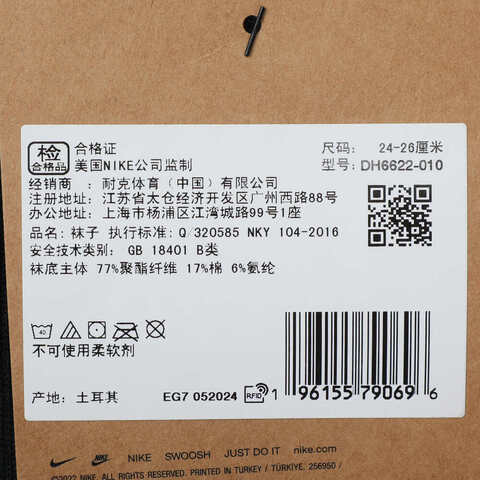 检
合格品
合格证
美国NIKE公司监制
尺码: 24-26厘米
型号: DH6622-010
经销商 : 耐克体育（中国）有限公司
注册地址: 江苏省太仓经济开发区广州西路88号
办公地址: 上海市杨浦区江湾城路99号1座
品名: 袜子 执行标准: Q/320585 NKY 104-2016
安全技术类别: GB 18401 B类
袜底主体 77%聚酯纤维 17%棉 6%氨纶
40
不可使用柔软剂
产地: 土耳其
EG7 052024
RFID
1 96155 79069 6
NIKE SWOOSH JUST DO IT nike.com
©2022 NIKE. ALL RIGHTS RESERVED. PRINTED IN TURKEY / TÜRKIYE, 256950 /